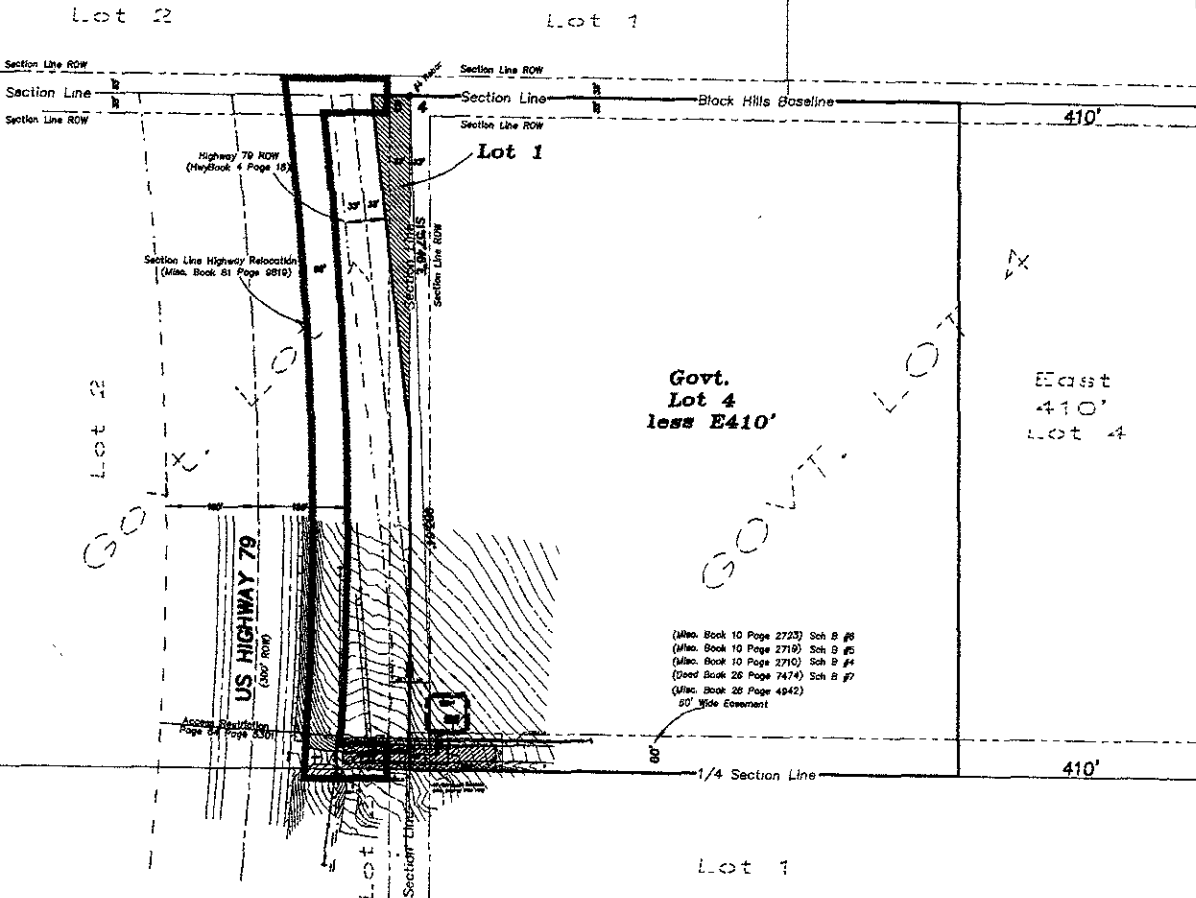 Lot 2
Lot 1
Section Line ROW
Section Line ROW
Section Line
Section Line
Black Hills Baseline
410'
Section Line ROW
Section Line ROW
4
Lot 1
Highway 79 ROW
(HwyBook 4 Page 18)
33'
33'
Section Line
Section Line ROW
Section Line Highway Relocation
(Misc. Book 81 Page 9819)
66'
Lot 2
Govt.
Lot 4
less E410'
GOVT. LOT 4
East
410'
Lot 4
US HIGHWAY 79
(300' ROW)
(Misc. Book 10 Page 2723) Sch B #6
(Misc. Book 10 Page 2719) Sch B #5
(Misc. Book 10 Page 2710) Sch B #4
(Deed Book 26 Page 7474) Sch B #7
(Misc. Book 28 Page 4942)
60' Wide Easement
Access Restriction
60'
1/4 Section Line
410'
Lot
Section Line
Lot 1